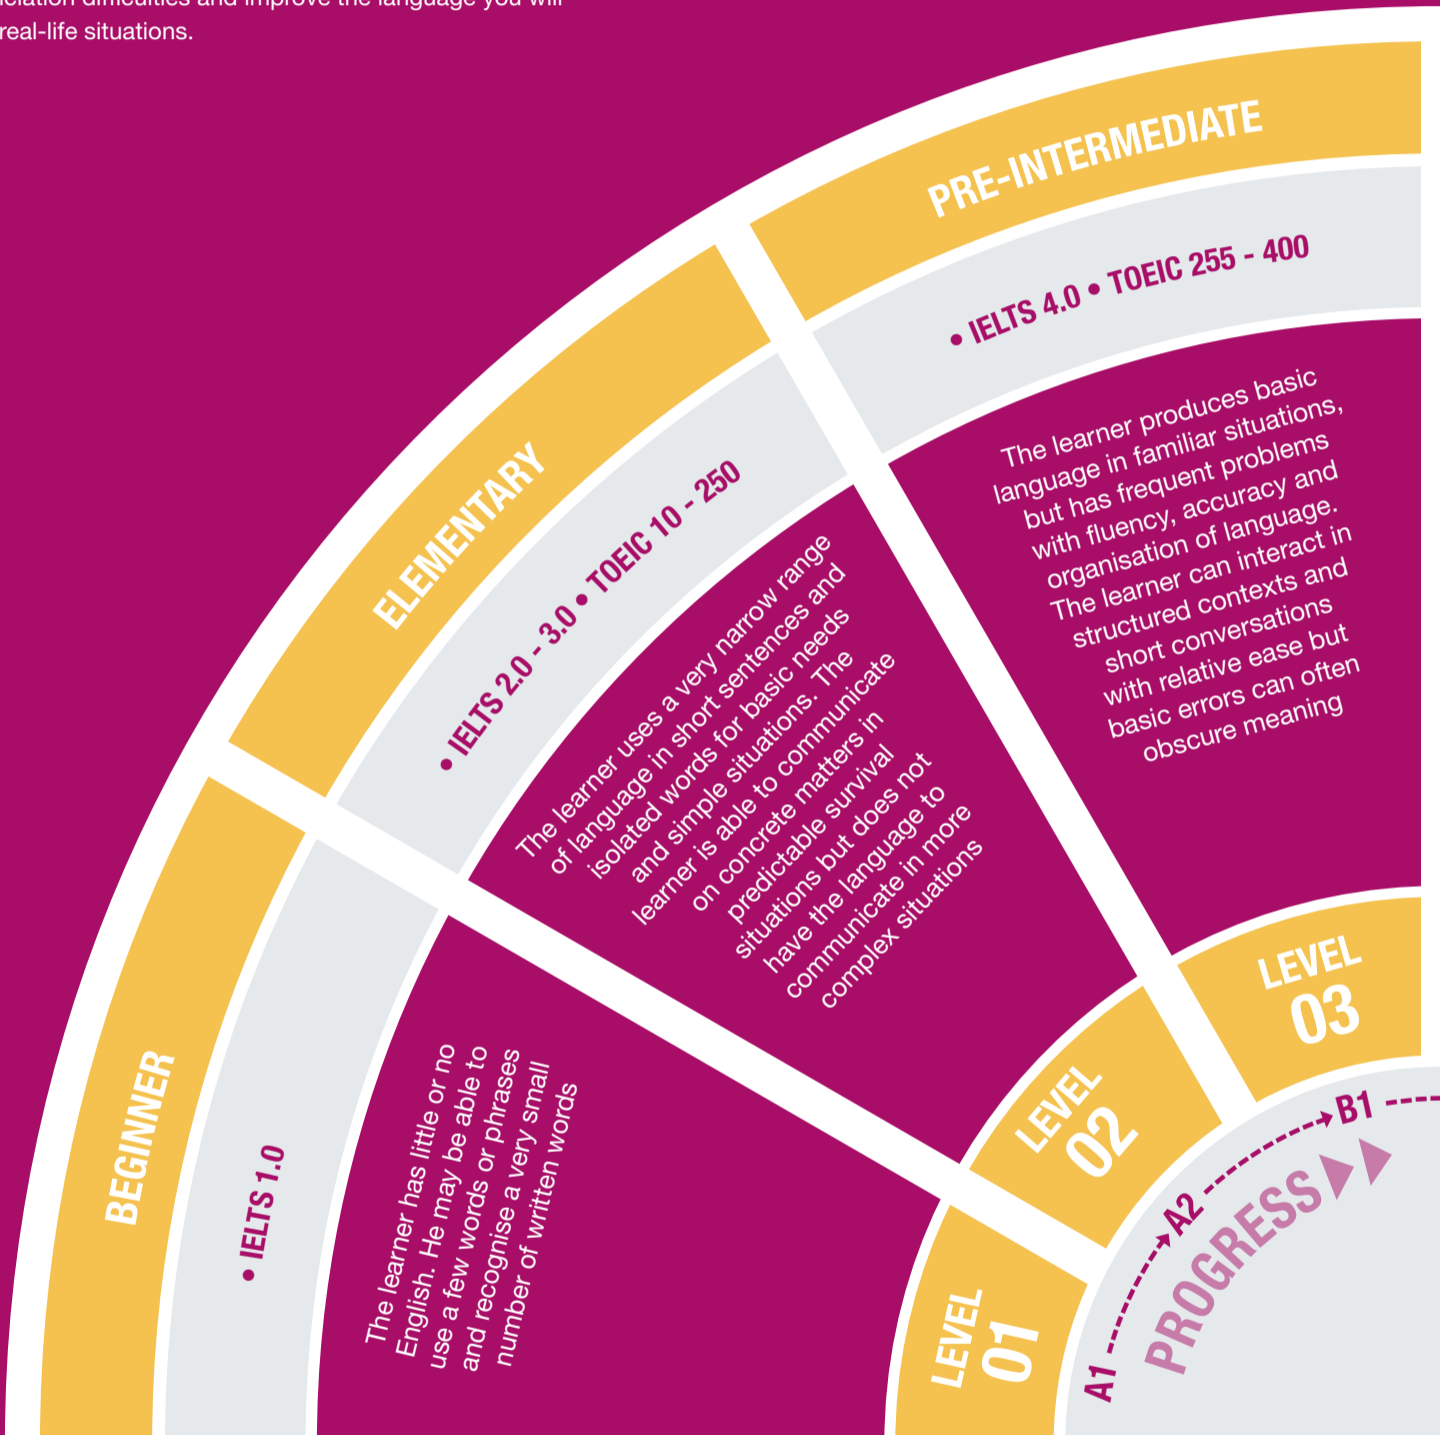 difficulties and improve the language you will
real-life situations.
PRE-INTERMEDIATE
• IELTS 4.0 • TOEIC 255 - 400
The learner produces basic
language in familiar situations,
but has frequent problems
with fluency, accuracy and
organisation of language.
The learner can interact in
structured contexts and
short conversations
with relative ease but
basic errors can often
obscure meaning
LEVEL
03
ELEMENTARY
• IELTS 2.0 - 3.0 • TOEIC 10 - 250
The learner uses a very narrow range
of language in short sentences and
isolated words for basic needs
and simple situations. The
learner is able to communicate
on concrete matters in
predictable survival
situations but does not
have the language to
communicate in more
complex situations
LEVEL
02
BEGINNER
• IELTS 1.0
The learner has little or no
English. He may be able to
use a few words or phrases
and recognise a very small
number of written words
LEVEL
01
A1
A2
B1
PROGRESS